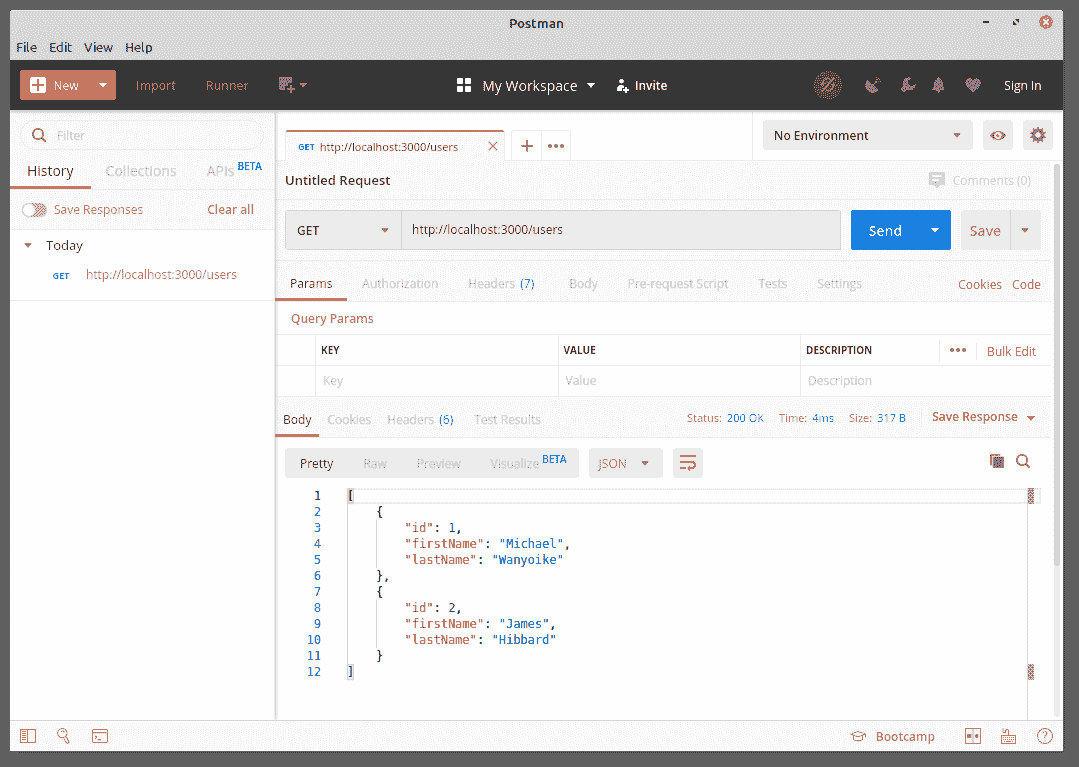 Postman
File Edit View Help
New Import Runner My Workspace Invite Sign In
Filter
History Collections APIs BETA
Save Responses Clear all
Today
GET http://localhost:3000/users
GET http://localhost:3000/users
No Environment
Untitled Request
Comments (0)
GET http://localhost:3000/users Send Save
Params Authorization Headers (7) Body Pre-request Script Tests Settings Cookies Code
Query Params
KEY VALUE DESCRIPTION Bulk Edit
Key Value Description
Body Cookies Headers (6) Test Results Status: 200 OK Time: 4ms Size: 317 B Save Response
Pretty Raw Preview Visualize BETA JSON
1 [
2 {
3 "id": 1,
4 "firstName": "Michael",
5 "lastName": "Wanyoike"
6 },
7 {
8 "id": 2,
9 "firstName": "James",
10 "lastName": "Hibbard"
11 }
12 ]
Bootcamp